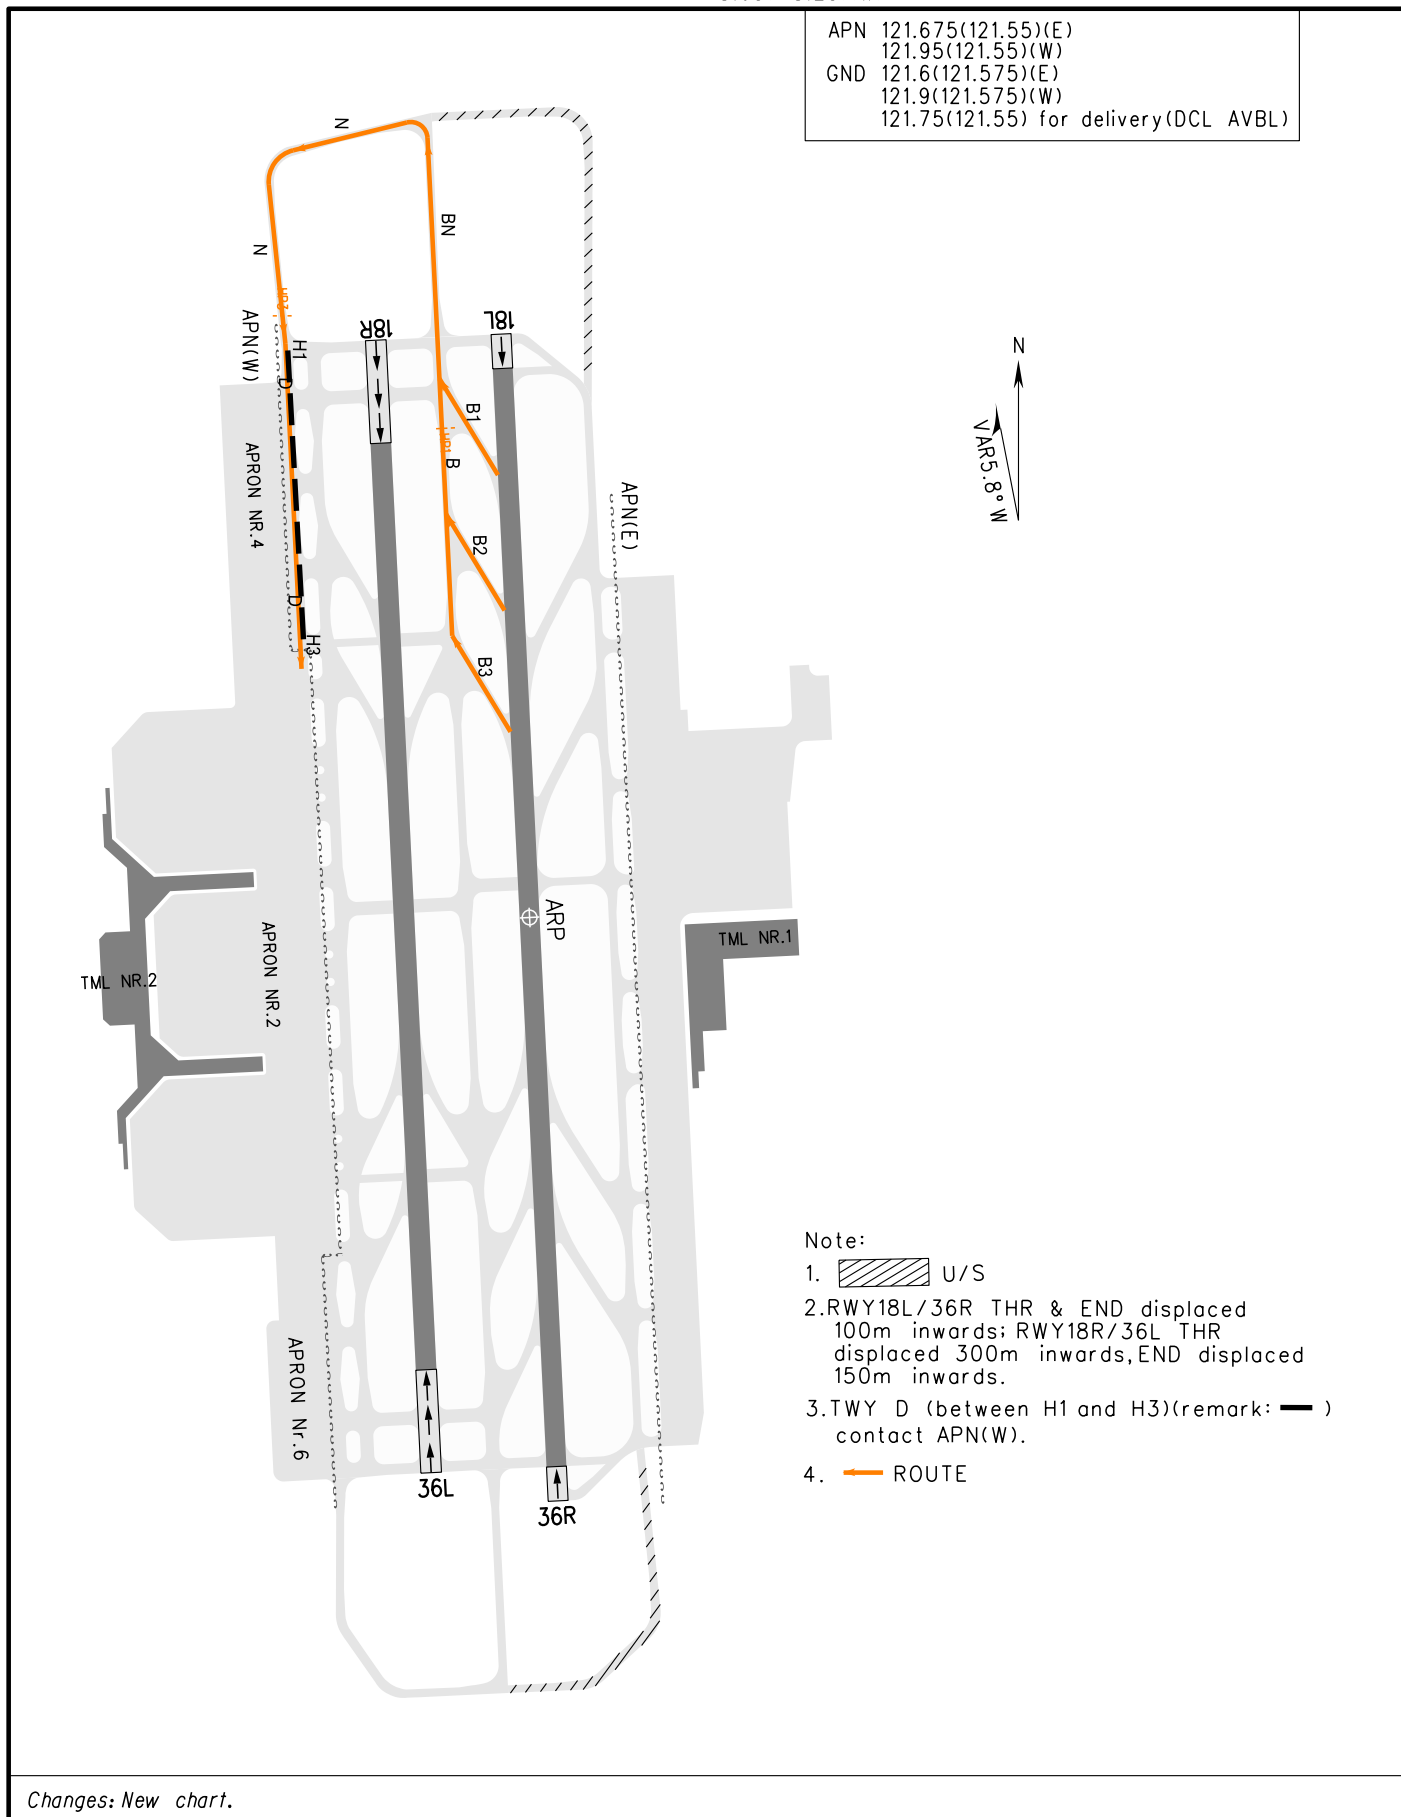 APN 121.675(121.55)(E)
121.95(121.55)(W)
GND 121.6(121.575)(E)
121.9(121.575)(W)
121.75(121.55) for delivery(DCL AVBL)
N
N
BN
APN(W)
H1
18R
18L
D
B1
B
APRON NR.4
B2
APN(E)
D
H3
B3
N
VAR5.8°W
ARP
TML NR.1
TML NR.2
APRON NR.2
APRON Nr.6
36L
36R
Note:
1. U/S
2.RWY18L/36R THR & END displaced
100m inwards; RWY18R/36L THR
displaced 300m inwards,END displaced
150m inwards.
3.TWY D (between H1 and H3)(remark: )
contact APN(W).
4. ROUTE
Changes: New chart.